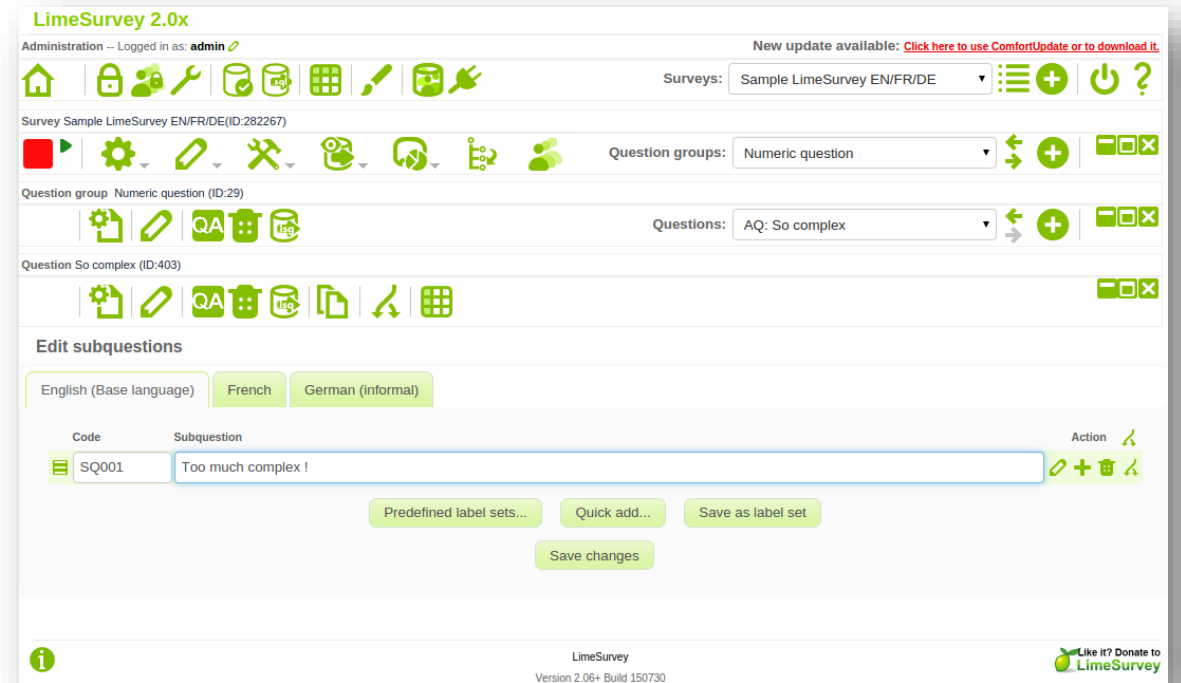 LimeSurvey 2.0x
Administration -- Logged in as: admin
New update available: Click here to use ComfortUpdate or to download it.
Surveys: Sample LimeSurvey EN/FR/DE
Survey Sample LimeSurvey EN/FR/DE(ID:282267)
Question groups: Numeric question
Question group Numeric question (ID:29)
QA lsg
Questions: AQ: So complex
Question So complex (ID:403)
QA lsg
Edit subquestions
English (Base language) French German (informal)
Code Subquestion Action
SQ001 Too much complex !
Predefined label sets... Quick add... Save as label set
Save changes
LimeSurvey
Version 2.06+ Build 150730
Like it? Donate to
LimeSurvey